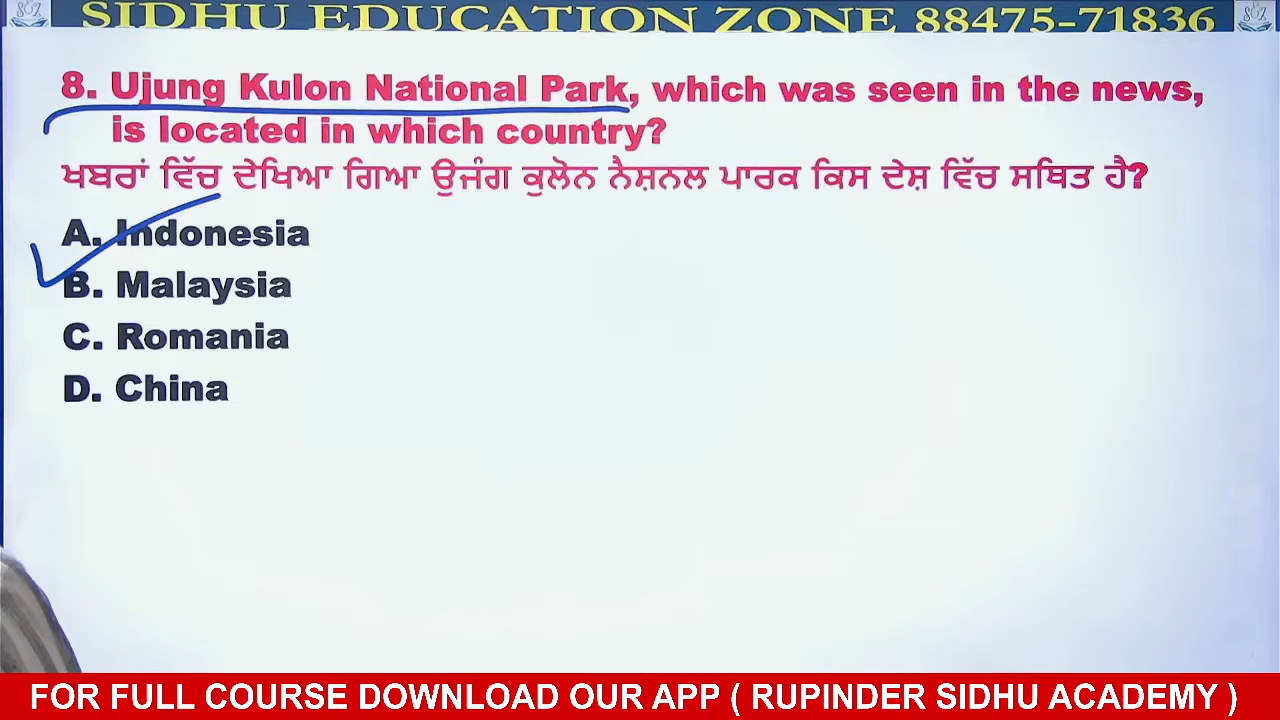 SIDHU EDUCATION ZONE 88475-71836
8. Ujung Kulon National Park, which was seen in the news,
is located in which country?
ਖਬਰਾਂ ਵਿੱਚ ਦੇਖਿਆ ਗਿਆ ਉਜੰਗ ਕੁਲੋਨ ਨੈਸ਼ਨਲ ਪਾਰਕ ਕਿਸ ਦੇਸ਼ ਵਿੱਚ ਸਥਿਤ ਹੈ?
A. Indonesia
B. Malaysia
C. Romania
D. China
FOR FULL COURSE DOWNLOAD OUR APP ( RUPINDER SIDHU ACADEMY )